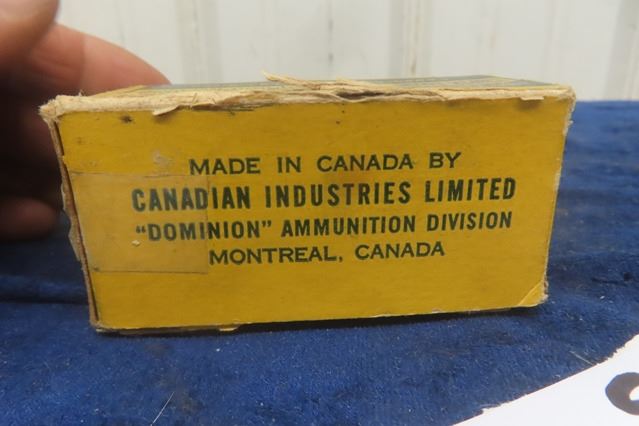 MADE IN CANADA BY
CANADIAN INDUSTRIES LIMITED
“DOMINION” AMMUNITION DIVISION
MONTREAL, CANADA